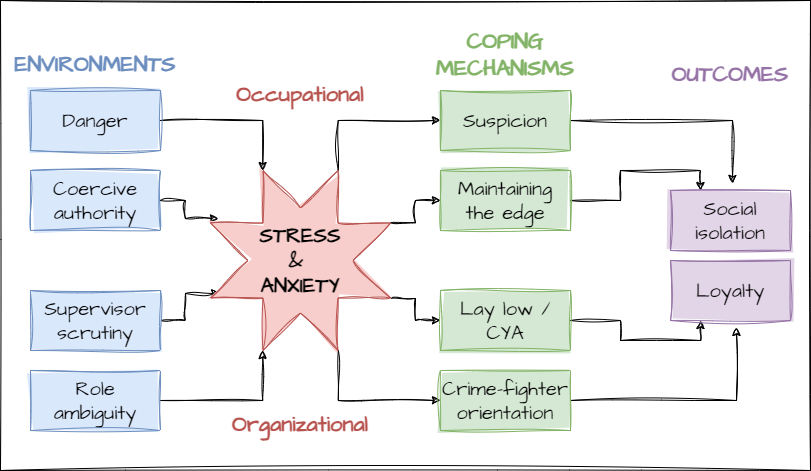 ENVIRONMENTS
Danger
Coercive
authority
Supervisor
scrutiny
Role
ambiguity
Occupational
STRESS
&
ANXIETY
Organizational
COPING
MECHANISMS
Suspicion
Maintaining
the edge
Lay low /
CYA
Crime-fighter
orientation
OUTCOMES
Social
isolation
Loyalty